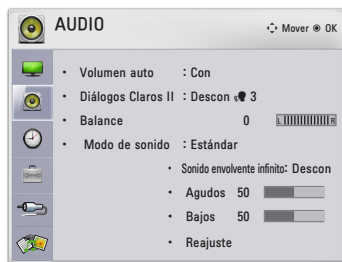 AUDIO
Mover OK
• Volumen auto : Con
• Diálogos Claros II : Descon 3
• Balance 0 L R
• Modo de sonido : Estándar
• Sonido envolvente infinito: Descon
• Agudos 50
• Bajos 50
• Reajuste